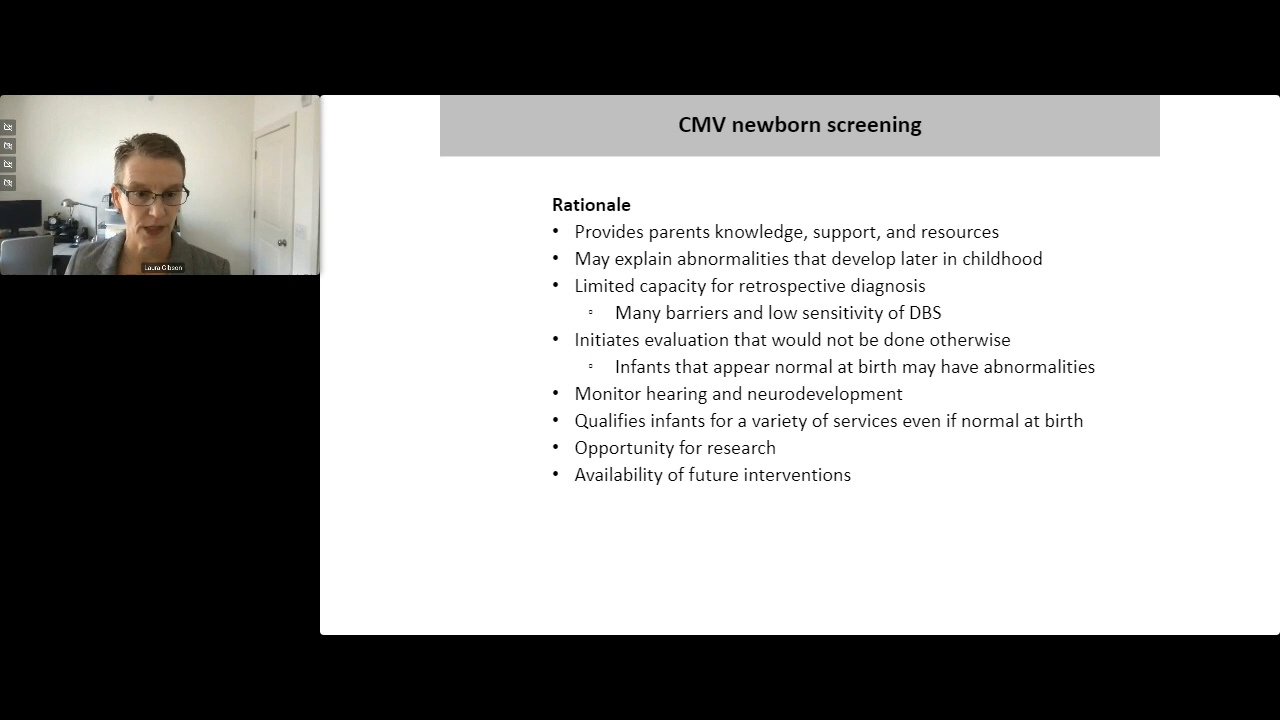 CMV newborn screening
Rationale
• Provides parents knowledge, support, and resources
• May explain abnormalities that develop later in childhood
• Limited capacity for retrospective diagnosis
▫ Many barriers and low sensitivity of DBS
• Initiates evaluation that would not be done otherwise
▫ Infants that appear normal at birth may have abnormalities
• Monitor hearing and neurodevelopment
• Qualifies infants for a variety of services even if normal at birth
• Opportunity for research
• Availability of future interventions
Laura Gibson